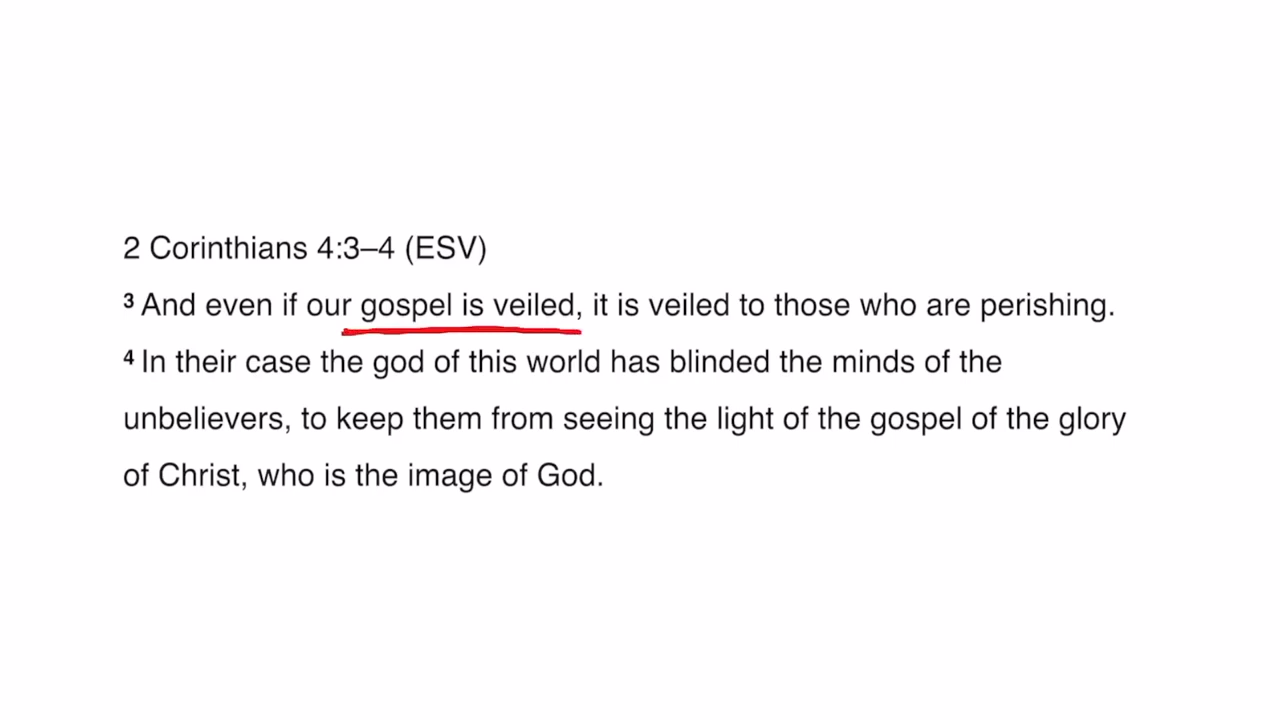 2 Corinthians 4:3–4 (ESV)
³ And even if our gospel is veiled, it is veiled to those who are perishing.
⁴ In their case the god of this world has blinded the minds of the
unbelievers, to keep them from seeing the light of the gospel of the glory
of Christ, who is the image of God.